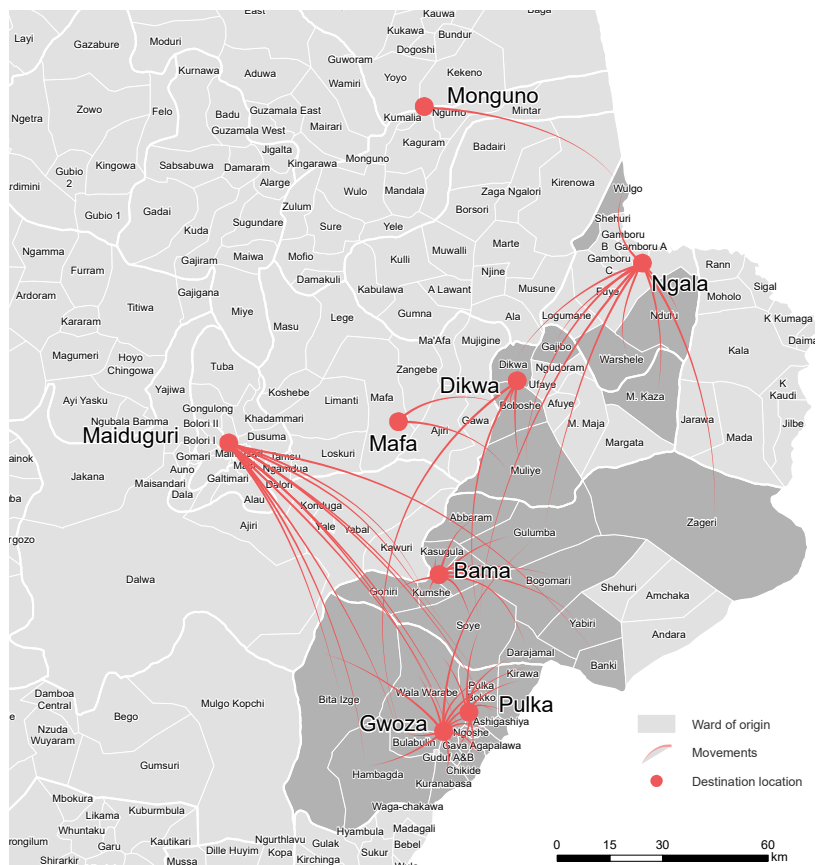 East
Kauwa
Baga
Layi
Gazabure
Moduri
Kukawa
Bundur
Dogoshi
Guworam
Kurnawa
Aduwa
Yoyo
Kekeno
Wamiri
Monguno
Ngetra
Zowo
Felo
Badu
Guzamala East
Kumalia
Ngurno
Mintar
Guzamala West
Mairari
Kaguram
Jigalta
Badairi
Gubio
2
Kingowa
Sabsabuwa
Damaram
Kingarawa
Monguno
Alarge
Wulo
Mandala
Zaga Ngalori
Kirenowa
Wulgo
Gubio 1
Gadai
Zulum
Borsori
Sugundare
Sure
Yele
Shehuri
Kuda
Gamboru
B
Gamboru A
Ngamma
Gajiram
Maiwa
Mofio
Kulli
Muwalli
Marte
Gamboru
C
Rann
Furram
Damakuli
Njine
Ngala
Sigal
Ardoram
Gajigana
Kabulawa
A Lawant
Musune
Fuye
Moholo
Titiwa
Miye
Lege
Gumna
Ala
Logumane
Ndufu
K Kumaga
Kararam
Masu
Ma'Afa
Mujigine
Gajibo
Daima
Magumeri
Hoyo
Chingowa
Tuba
Zangebe
Dikwa
Ngudoram
Warshele
Kala
Yajiwa
Koshebe
Dikwa
Ufaye
K
Kaudi
Ayi Yasku
Gongulong
Limanti
Mafa
Boboshe
Afuye
M. Kaza
Ngubala Bamma
Bolori II
Khadammari
Gawa
M. Maja
Jarawa
Jilbe
Maiduguri
Bolori I
Dusuma
Mafa
Ajiri
Margata
Mada
Gomari
Tamsu
Loskuri
Jakana
Auno
Ngamdua
Muliye
Maisandari
Galtimari
Dalori
Dala
Alau
Konduga
Abbaram
Zageri
Ajiri
Yale
Yabal
Gulumba
Kawuri
Kasugula
Dalwa
Bama
Bogomari
Gohiri
Kumshe
Shehuri
Amchaka
Soye
Yabiri
Andara
Darajamal
Banki
Kirawa
Damboa
Central
Mulgo Kopchi
Bita Izge
Wala Warabe
Pulka
Bokko
Bego
Pulka
Nzuda
Wuyaram
Gwoza
Ashigashiya
Ward of origin
Ngoshe
Bulabulin
Gava Agapalawa
Movements
Gumsuri
Gudul A&B
Hambagda
Chikide
Destination location
Kuranabasa
Mbokura
Waga-chakawa
Likama
Kuburmbula
Whuntaku
Hyambula
Madagali
Garu
Kautikari
Ngurthlavu
Gulak
Bebel
0 15 30 60
km
Shirarkir
Mussa
Dille Huyim
Kopa
Kirchinga
Sukur